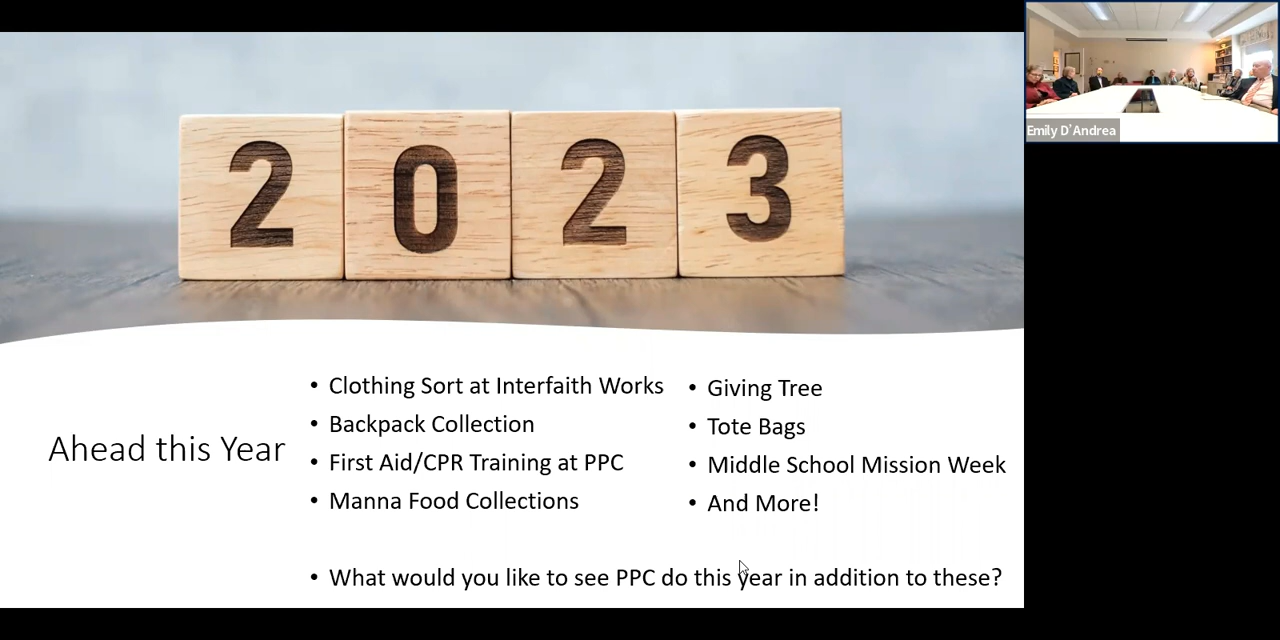 2023
Ahead this Year
• Clothing Sort at Interfaith Works
• Backpack Collection
• First Aid/CPR Training at PPC
• Manna Food Collections
• Giving Tree
• Tote Bags
• Middle School Mission Week
• And More!
• What would you like to see PPC do this year in addition to these?
Emily D'Andrea